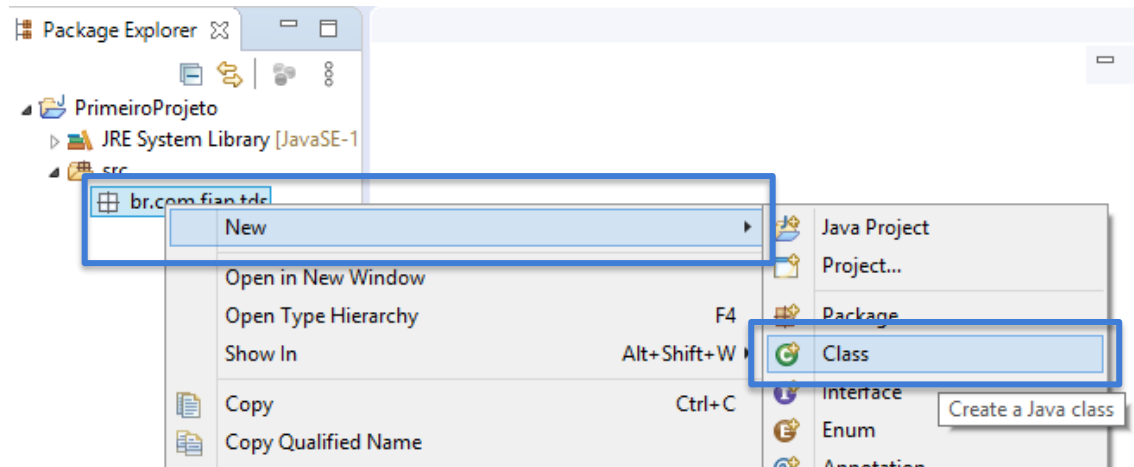 Package Explorer
PrimeiroProjeto
JRE System Library [JavaSE-1
src
br.com.fiap.tds
New
Java Project
Project...
Open in New Window
Open Type Hierarchy F4
Package
Show In Alt+Shift+W
Class
Interface
Create a Java class
Copy Ctrl+C
Enum
Copy Qualified Name
Annotation